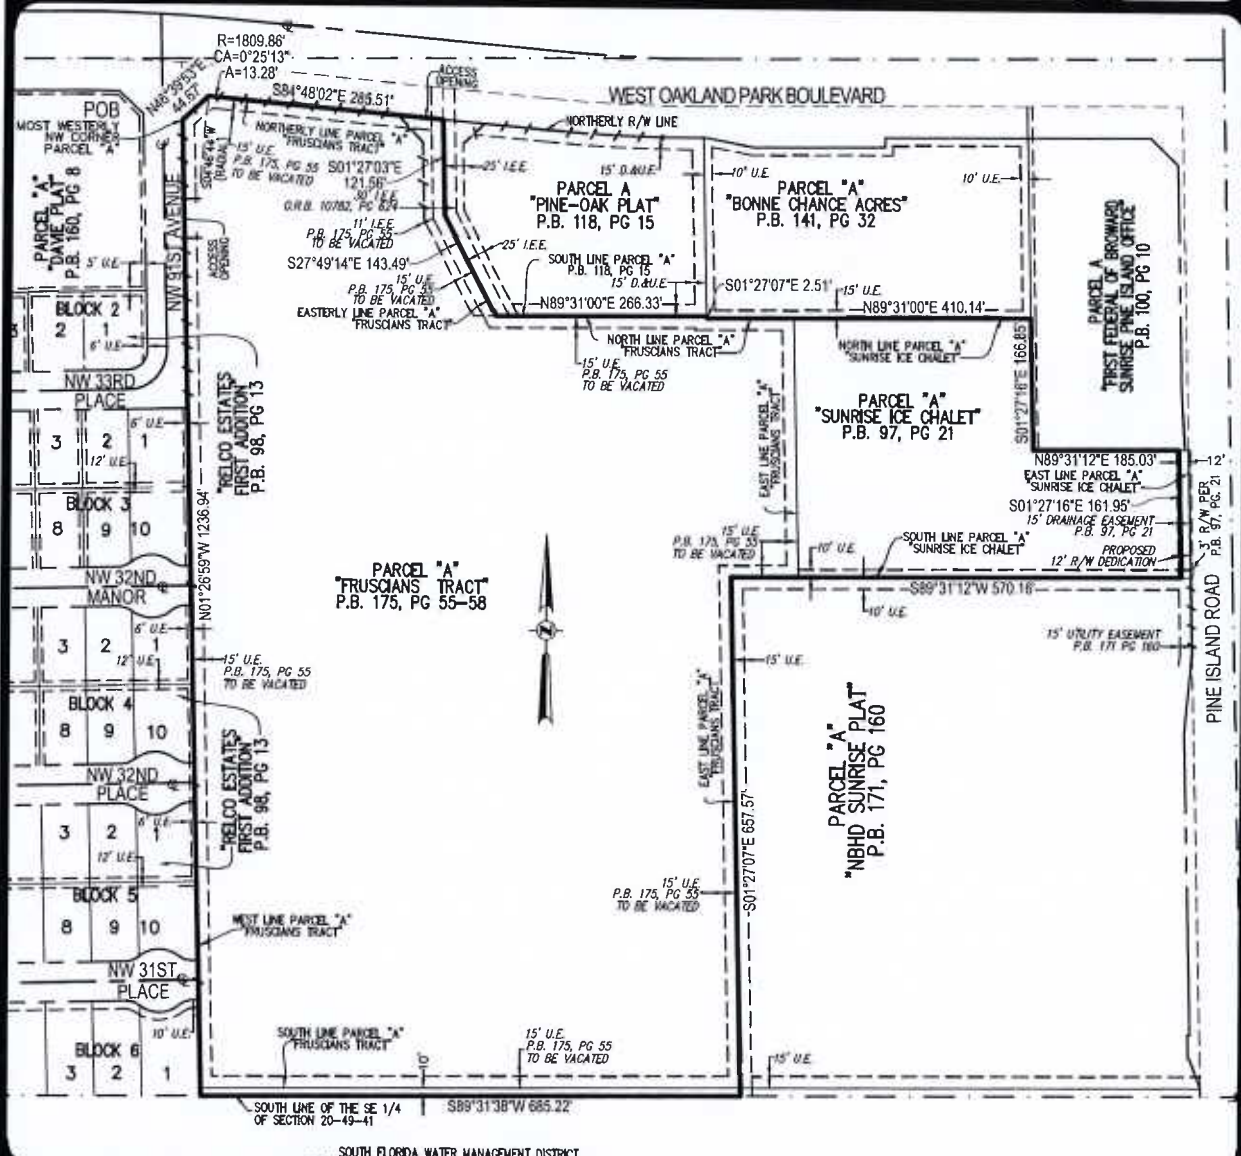 R=1809.86'
CA=0°25'13"
A=13.28'
N46°39'53"E
44.57'
S84°48'02"E 285.51'
ACCESS
OPENING
WEST OAKLAND PARK BOULEVARD
NORTHERLY R/W LINE
POB
MOST WESTERLY
NW CORNER
PARCEL "A"
PARCEL "A"
"DAVIE PLAT"
P.B. 160, PG 8
5' U.E.
NW 91ST AVENUE
(RADIAL)
ACCESS
OPENING
NORTHERLY LINE PARCEL "A"
"FRUSCIANS TRACT"
15' U.E.
P.B. 175, PG 55
TO BE VACATED
S01°27'03"E
121.56'
30' I.E.E.
O.R.B. 10782, PG 624
11' I.E.E.
P.B. 175, PG 55
TO BE VACATED
S27°49'14"E 143.49'
15' U.E.
P.B. 175, PG 55
TO BE VACATED
EASTERLY LINE PARCEL "A"
"FRUSCIANS TRACT"
25' I.E.E.
25' I.E.E.
15' D.&U.E.
PARCEL A
"PINE-OAK PLAT"
P.B. 118, PG 15
SOUTH LINE PARCEL "A"
P.B. 118, PG 15
15' D.&U.E.
N89°31'00"E 266.33'
10' U.E.
PARCEL "A"
"BONNE CHANCE ACRES"
P.B. 141, PG 32
10' U.E.
S01°27'07"E 2.51'
15' U.E.
N89°31'00"E 410.14'
PARCEL A
"FIRST FEDERAL OF BROWARD
SUNRISE PINE ISLAND OFFICE"
P.B. 100, PG 10
NORTH LINE PARCEL "A"
"FRUSCIANS TRACT"
15' U.E.
P.B. 175, PG 55
TO BE VACATED
NORTH LINE PARCEL "A"
"SUNRISE ICE CHALET"
S01°27'16"E 166.85'
PARCEL "A"
"SUNRISE ICE CHALET"
P.B. 97, PG 21
EAST LINE PARCEL "A"
"FRUSCIANS TRACT"
N89°31'12"E 185.03'
12'
EAST LINE PARCEL "A"
"SUNRISE ICE CHALET"
S01°27'16"E 161.95'
15' DRAINAGE EASEMENT
P.B. 97, PG 21
PROPOSED
12' R/W DEDICATION
3' R/W PER
P.B. 97, PG. 21
15' U.E.
P.B. 175, PG 55
TO BE VACATED
10' U.E.
SOUTH LINE PARCEL "A"
"SUNRISE ICE CHALET"
S89°31'12"W 570.16'
10' U.E.
15' UTILITY EASEMENT
P.B. 171 PG 160
PINE ISLAND ROAD
BLOCK 2
2 1
6' U.E.
NW 33RD
PLACE
"RELCO ESTATES
FIRST ADDITION"
P.B. 98, PG 13
6' U.E.
3 2 1
12' U.E.
BLOCK 3
8 9 10
N01°26'59"W 1236.94'
NW 32ND
MANOR
6' U.E.
3 2 1
12' U.E.
15' U.E.
P.B. 175, PG 55
TO BE VACATED
BLOCK 4
8 9 10
PARCEL "A"
"FRUSCIANS TRACT"
P.B. 175, PG 55-58
N
15' U.E.
EAST LINE PARCEL "A"
"FRUSCIANS TRACT"
PARCEL "A"
"NBHD SUNRISE PLAT"
P.B. 171, PG 160
NW 32ND
PLACE
"RELCO ESTATES
FIRST ADDITION"
P.B. 98, PG 13
3 2 1
6' U.E.
12' U.E.
BLOCK 5
8 9 10
S01°27'07"E 657.57'
15' U.E.
P.B. 175, PG 55
TO BE VACATED
WEST LINE PARCEL "A"
"FRUSCIANS TRACT"
NW 31ST
PLACE
10' U.E.
BLOCK 6
3 2 1
SOUTH LINE PARCEL "A"
"FRUSCIANS TRACT"
10'
15' U.E.
P.B. 175, PG 55
TO BE VACATED
15' U.E.
SOUTH LINE OF THE SE 1/4
OF SECTION 20-49-41
S89°31'38"W 685.22'
SOUTH FLORIDA WATER MANAGEMENT DISTRICT